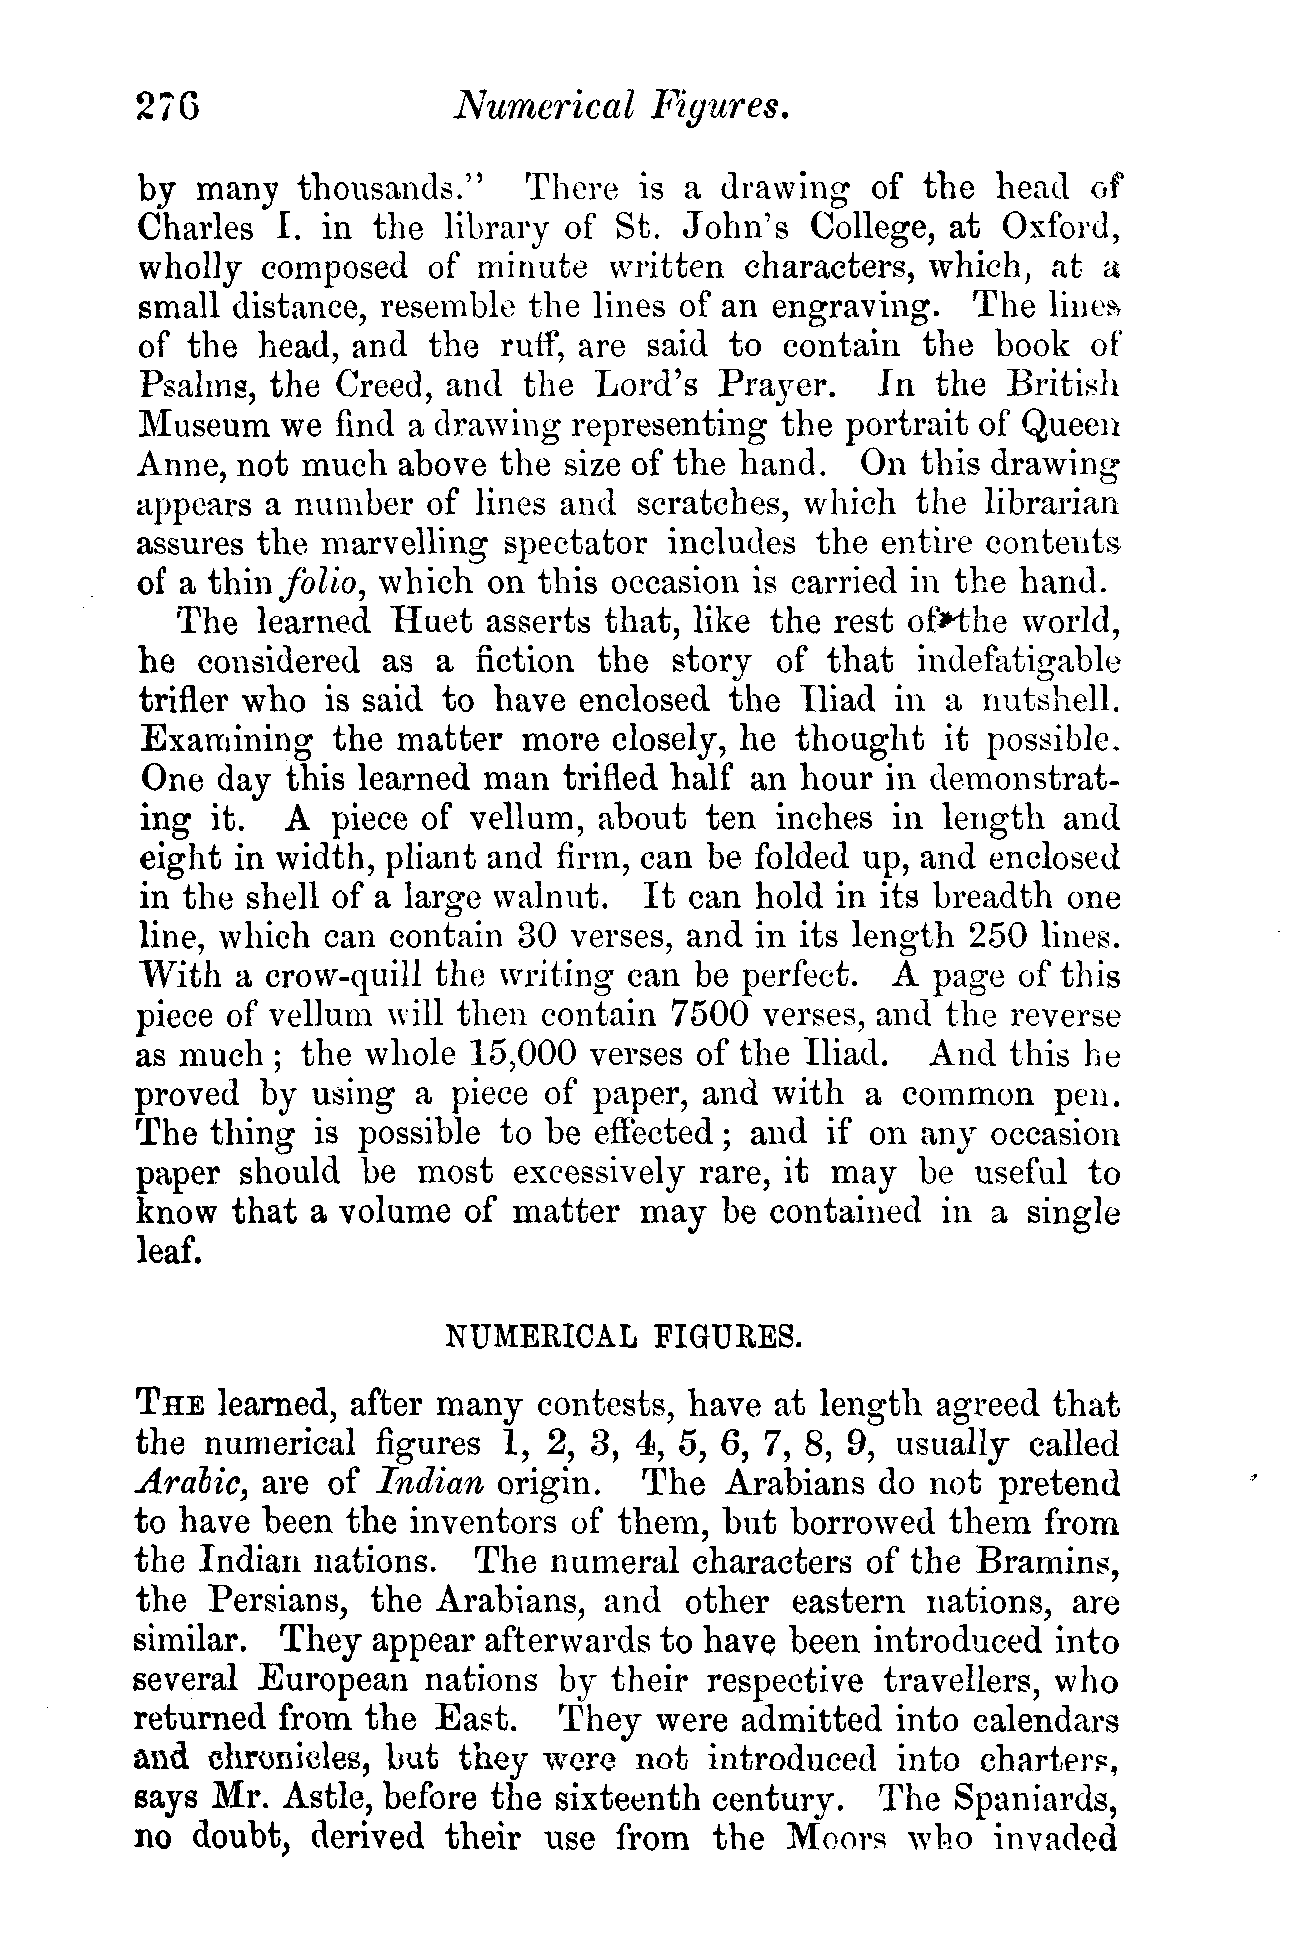 276 Numerical Figures.
by many thousands." There is a drawing of the head of
Charles I. in the library of St. John's College, at Oxford,
wholly composed of minute written characters, which, at a
small distance, resemble the lines of an engraving. The lines
of the head, and the ruff, are said to contain the book of
Psalms, the Creed, and the Lord's Prayer. In the British
Museum we find a drawing representing the portrait of Queen
Anne, not much above the size of the hand. On this drawing
appears a number of lines and scratches, which the librarian
assures the marvelling spectator includes the entire contents
of a thin folio, which on this occasion is carried in the hand.
The learned Huet asserts that, like the rest of the world,
he considered as a fiction the story of that indefatigable
trifler who is said to have enclosed the Iliad in a nutshell.
Examining the matter more closely, he thought it possible.
One day this learned man trifled half an hour in demonstrat-
ing it. A piece of vellum, about ten inches in length and
eight in width, pliant and firm, can be folded up, and enclosed
in the shell of a large walnut. It can hold in its breadth one
line, which can contain 30 verses, and in its length 250 lines.
With a crow-quill the writing can be perfect. A page of this
piece of vellum will then contain 7500 verses, and the reverse
as much ; the whole 15,000 verses of the Iliad. And this he
proved by using a piece of paper, and with a common pen.
The thing is possible to be effected ; and if on any occasion
paper should be most excessively rare, it may be useful to
know that a volume of matter may be contained in a single
leaf.
NUMERICAL FIGURES.
THE learned, after many contests, have at length agreed that
the numerical figures 1, 2, 3, 4, 5, 6, 7, 8, 9, usually called
Arabic, are of Indian origin. The Arabians do not pretend
to have been the inventors of them, but borrowed them from
the Indian nations. The numeral characters of the Bramins,
the Persians, the Arabians, and other eastern nations, are
similar. They appear afterwards to have been introduced into
several European nations by their respective travellers, who
returned from the East. They were admitted into calendars
and chronicles, but they were not introduced into charters,
says Mr. Astle, before the sixteenth century. The Spaniards,
no doubt, derived their use from the Moors who invaded